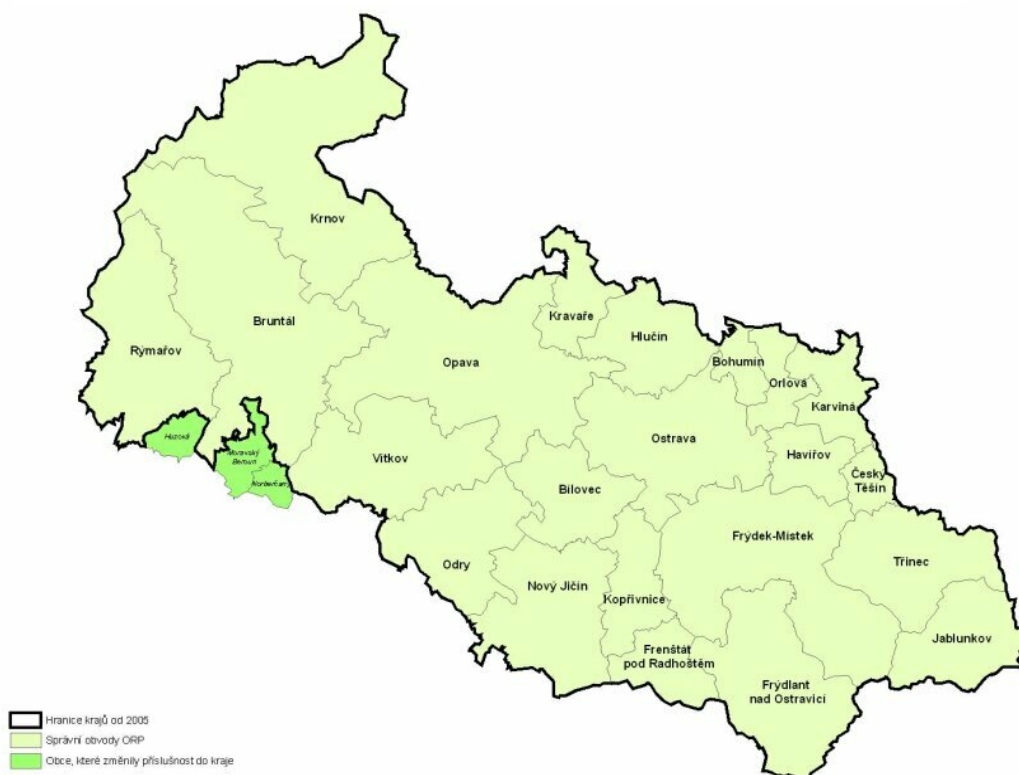 Krnov
Kravaře
Hlučín
Bruntál
Rýmařov
Opava
Bohumín
Orlová
Karviná
Huzová
Moravský
Beroun
Norberčany
Vítkov
Ostrava
Havířov
Český
Těšín
Bílovec
Frýdek-Místek
Třinec
Odry
Nový Jičín
Kopřivnice
Jablunkov
Frenštát
pod Radhoštěm
Frýdlant
nad Ostravicí
Hranice krajů od 2005
Správní obvody ORP
Obce, které změnily příslušnost do kraje